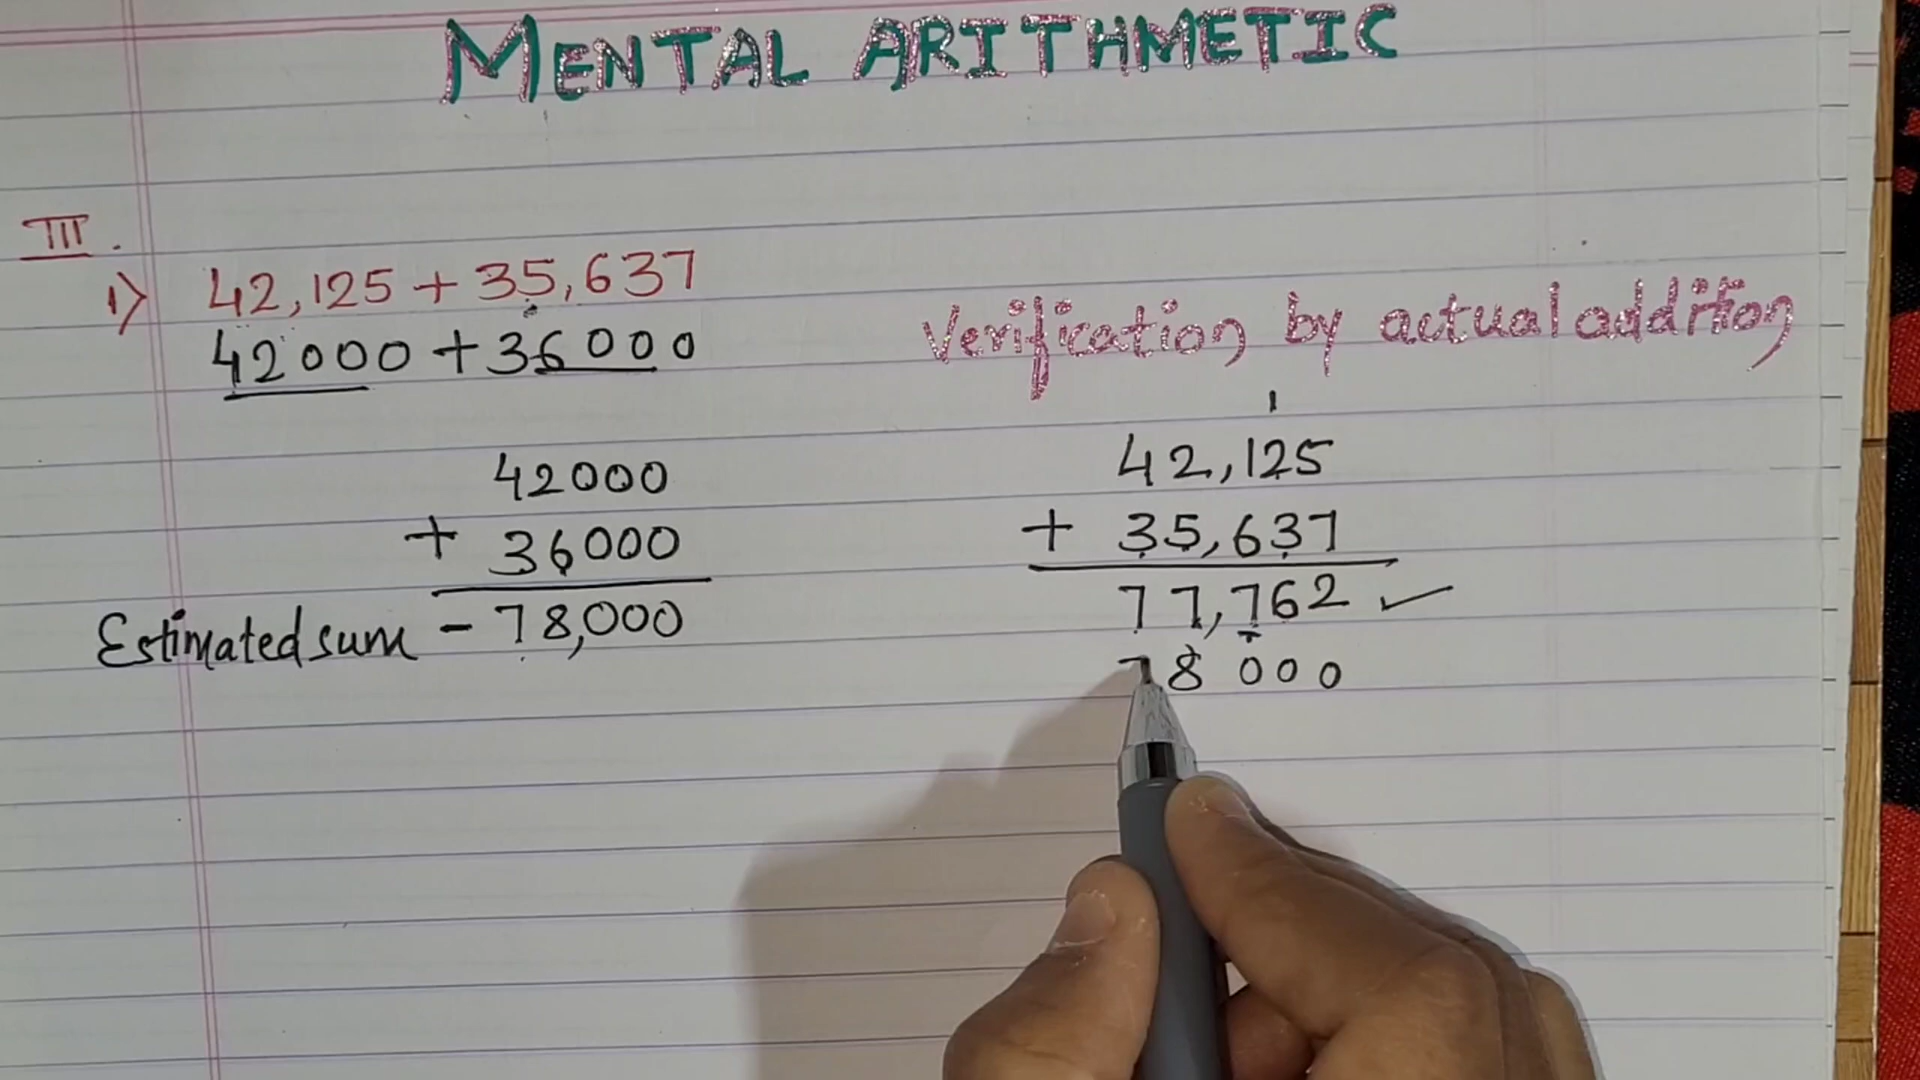 MENTAL ARITHMETIC
III.
1) 42,125 + 35,637
42000 + 36000
42000
+ 36000
Estimated sum - 78,000
Verification by actual addition
1
42,125
+ 35,637
77,762 ✓
78000